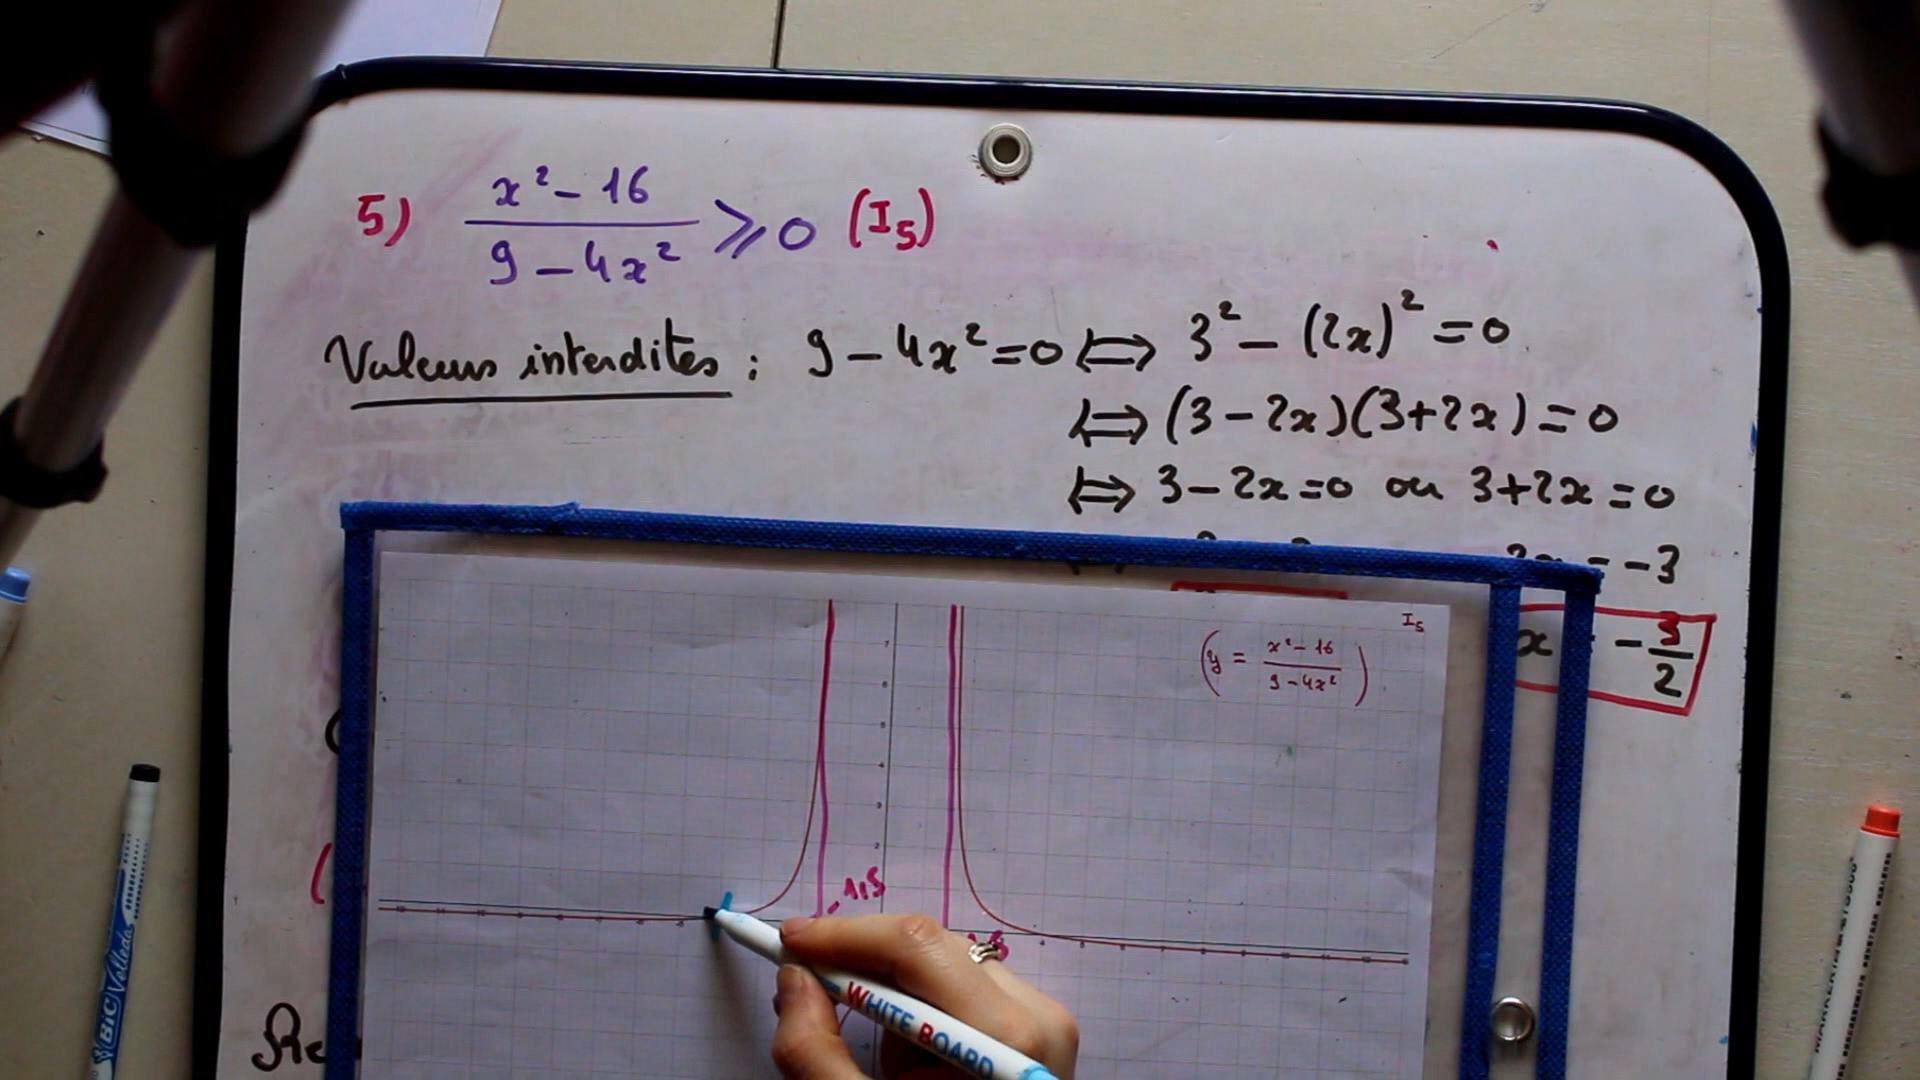 5) x² - 16 / 9 - 4x² ⩾ 0 (I₅)
Valeurs interdites : 9 - 4x² = 0 ⟺ 3² - (2x)² = 0
⟺ (3 - 2x)(3 + 2x) = 0
⟺ 3 - 2x = 0 ou 3 + 2x = 0
= -3
x = -3/2
I₅
(y = x² - 16 / 9 - 4x²)
-1,5
Re
WHITE BOARD
BiC Velleda